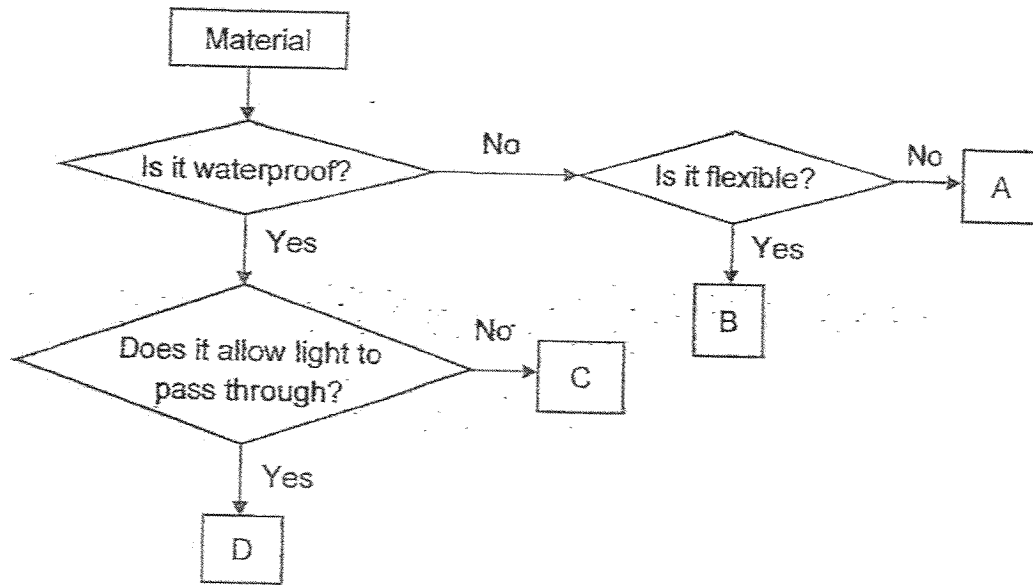 Material
Is it waterproof?
No
Is it flexible?
No
A
Yes
Yes
B
Does it allow light to
pass through?
No
C
Yes
D